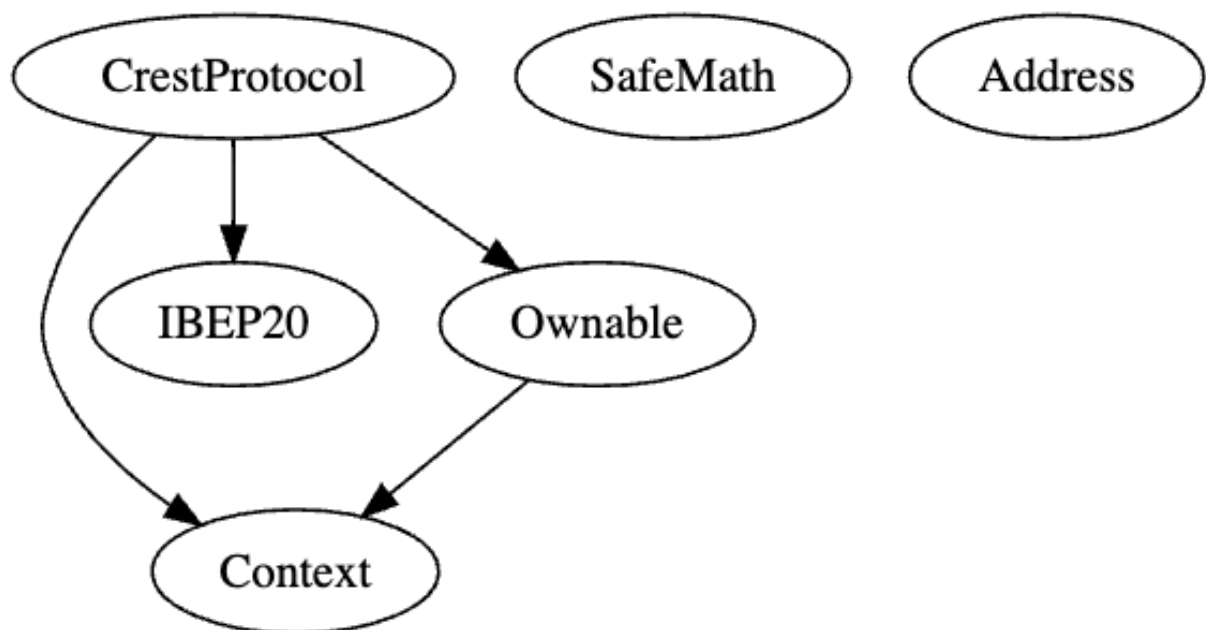 CrestProtocol
SafeMath
Address
IBEP20
Ownable
Context